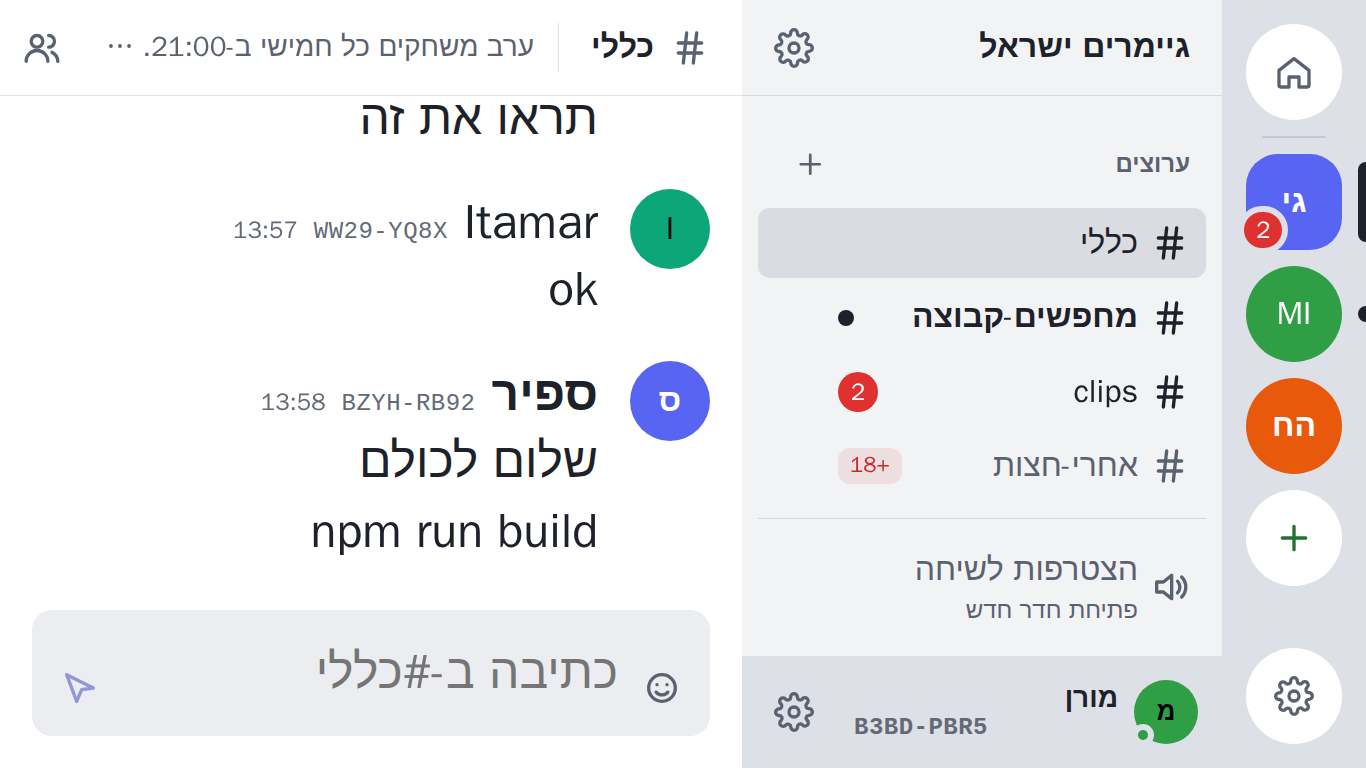 גי
2
MI
הח
גיימרים ישראל
ערוצים
כללי
מחפשים-קבוצה
clips
2
אחרי-חצות
18+
הצטרפות לשיחה
פתיחת חדר חדש
מ
מורן
B3BD-PBR5
כללי
ערב משחקים כל חמישי ב-21:00. …
תראו את זה
I
Itamar WW29-YQ8X 13:57
ok
ס
ספיר BZYH-RB92 13:58
שלום לכולם
npm run build
כתיבה ב-#כללי